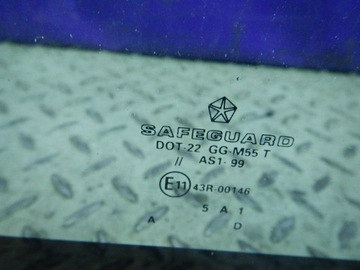 SAFEGUARD
DOT-22 GG-M55 T
// AS1-99
E11 43R-00146
5 A 1
A D